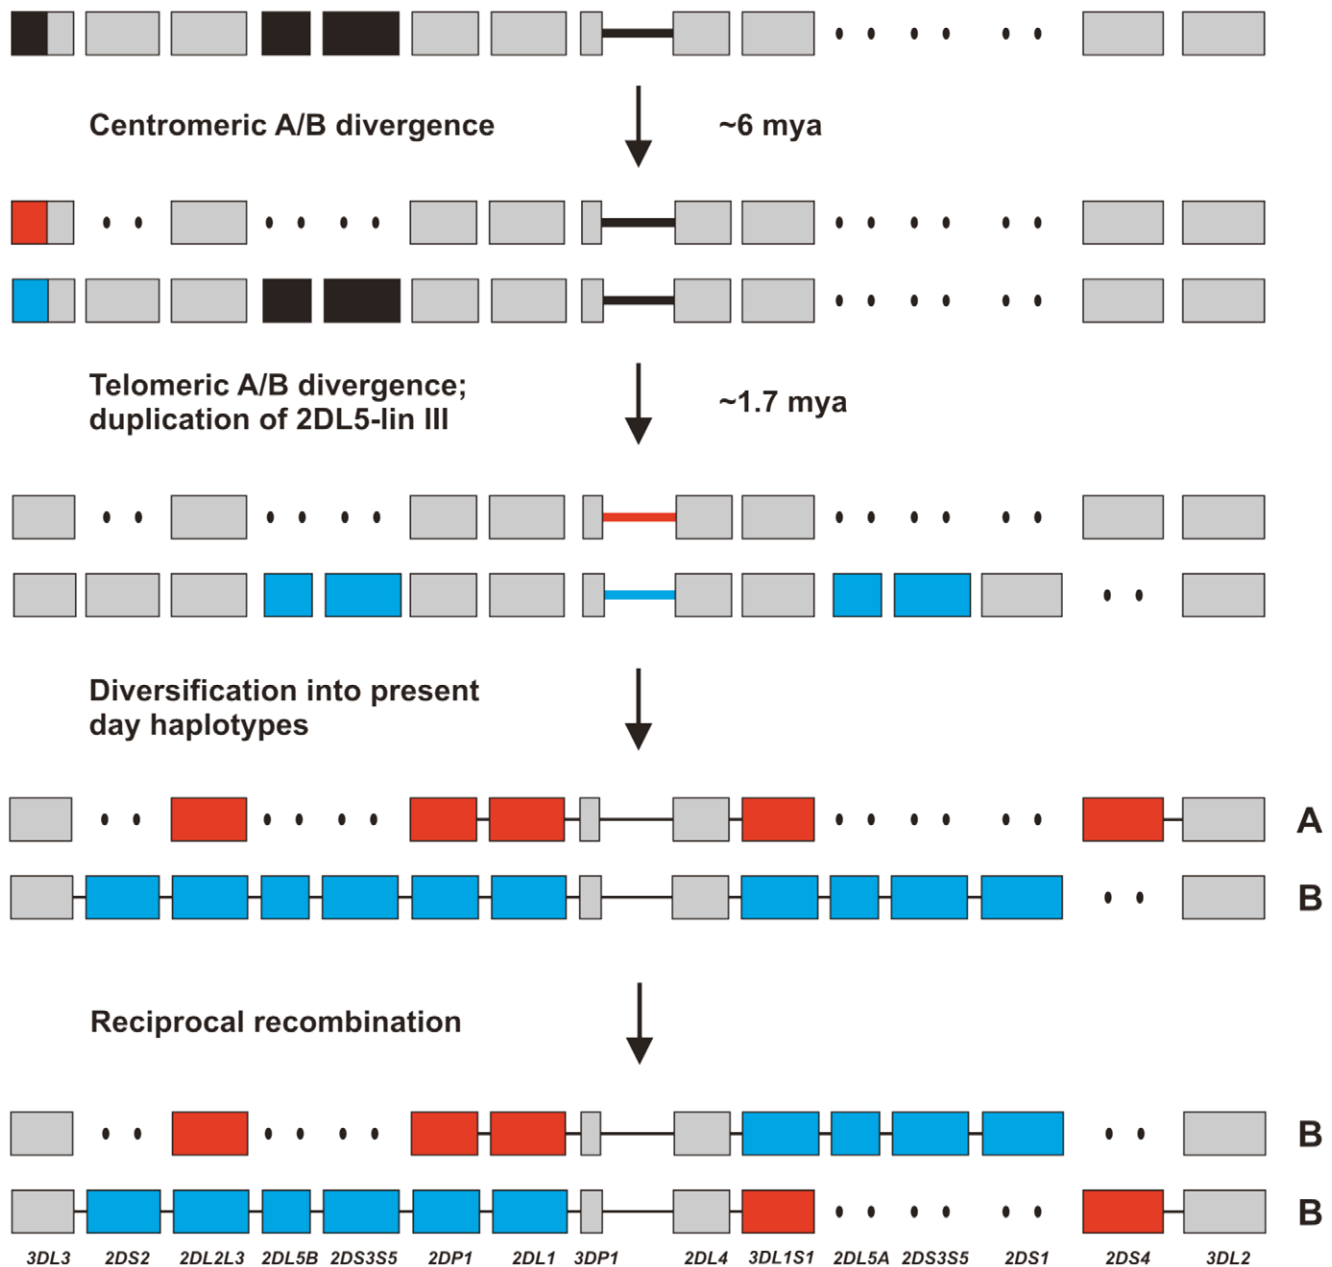 Centromeric A/B divergence
~6 mya
Telomeric A/B divergence;
duplication of 2DL5-lin III
~1.7 mya
Diversification into present
day haplotypes
A
B
Reciprocal recombination
B
B
3DL3 2DS2 2DL2L3 2DL5B 2DS3S5 2DP1 2DL1 3DP1 2DL4 3DL1S1 2DL5A 2DS3S5 2DS1 2DS4 3DL2